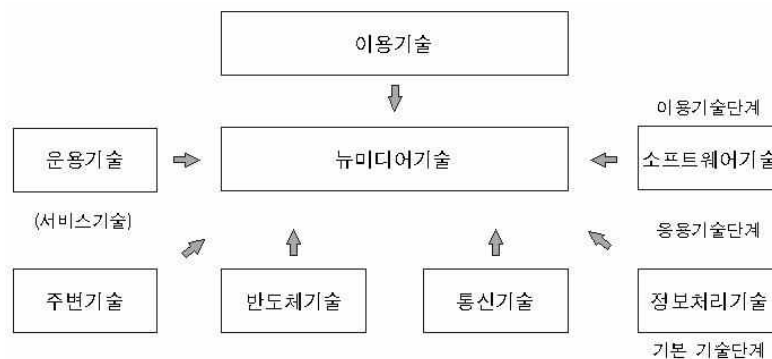 이용기술
이용기술단계
운용기술
뉴미디어기술
소프트웨어기술
(서비스기술)
응용기술단계
주변기술
반도체기술
통신기술
정보처리기술
기본 기술단계